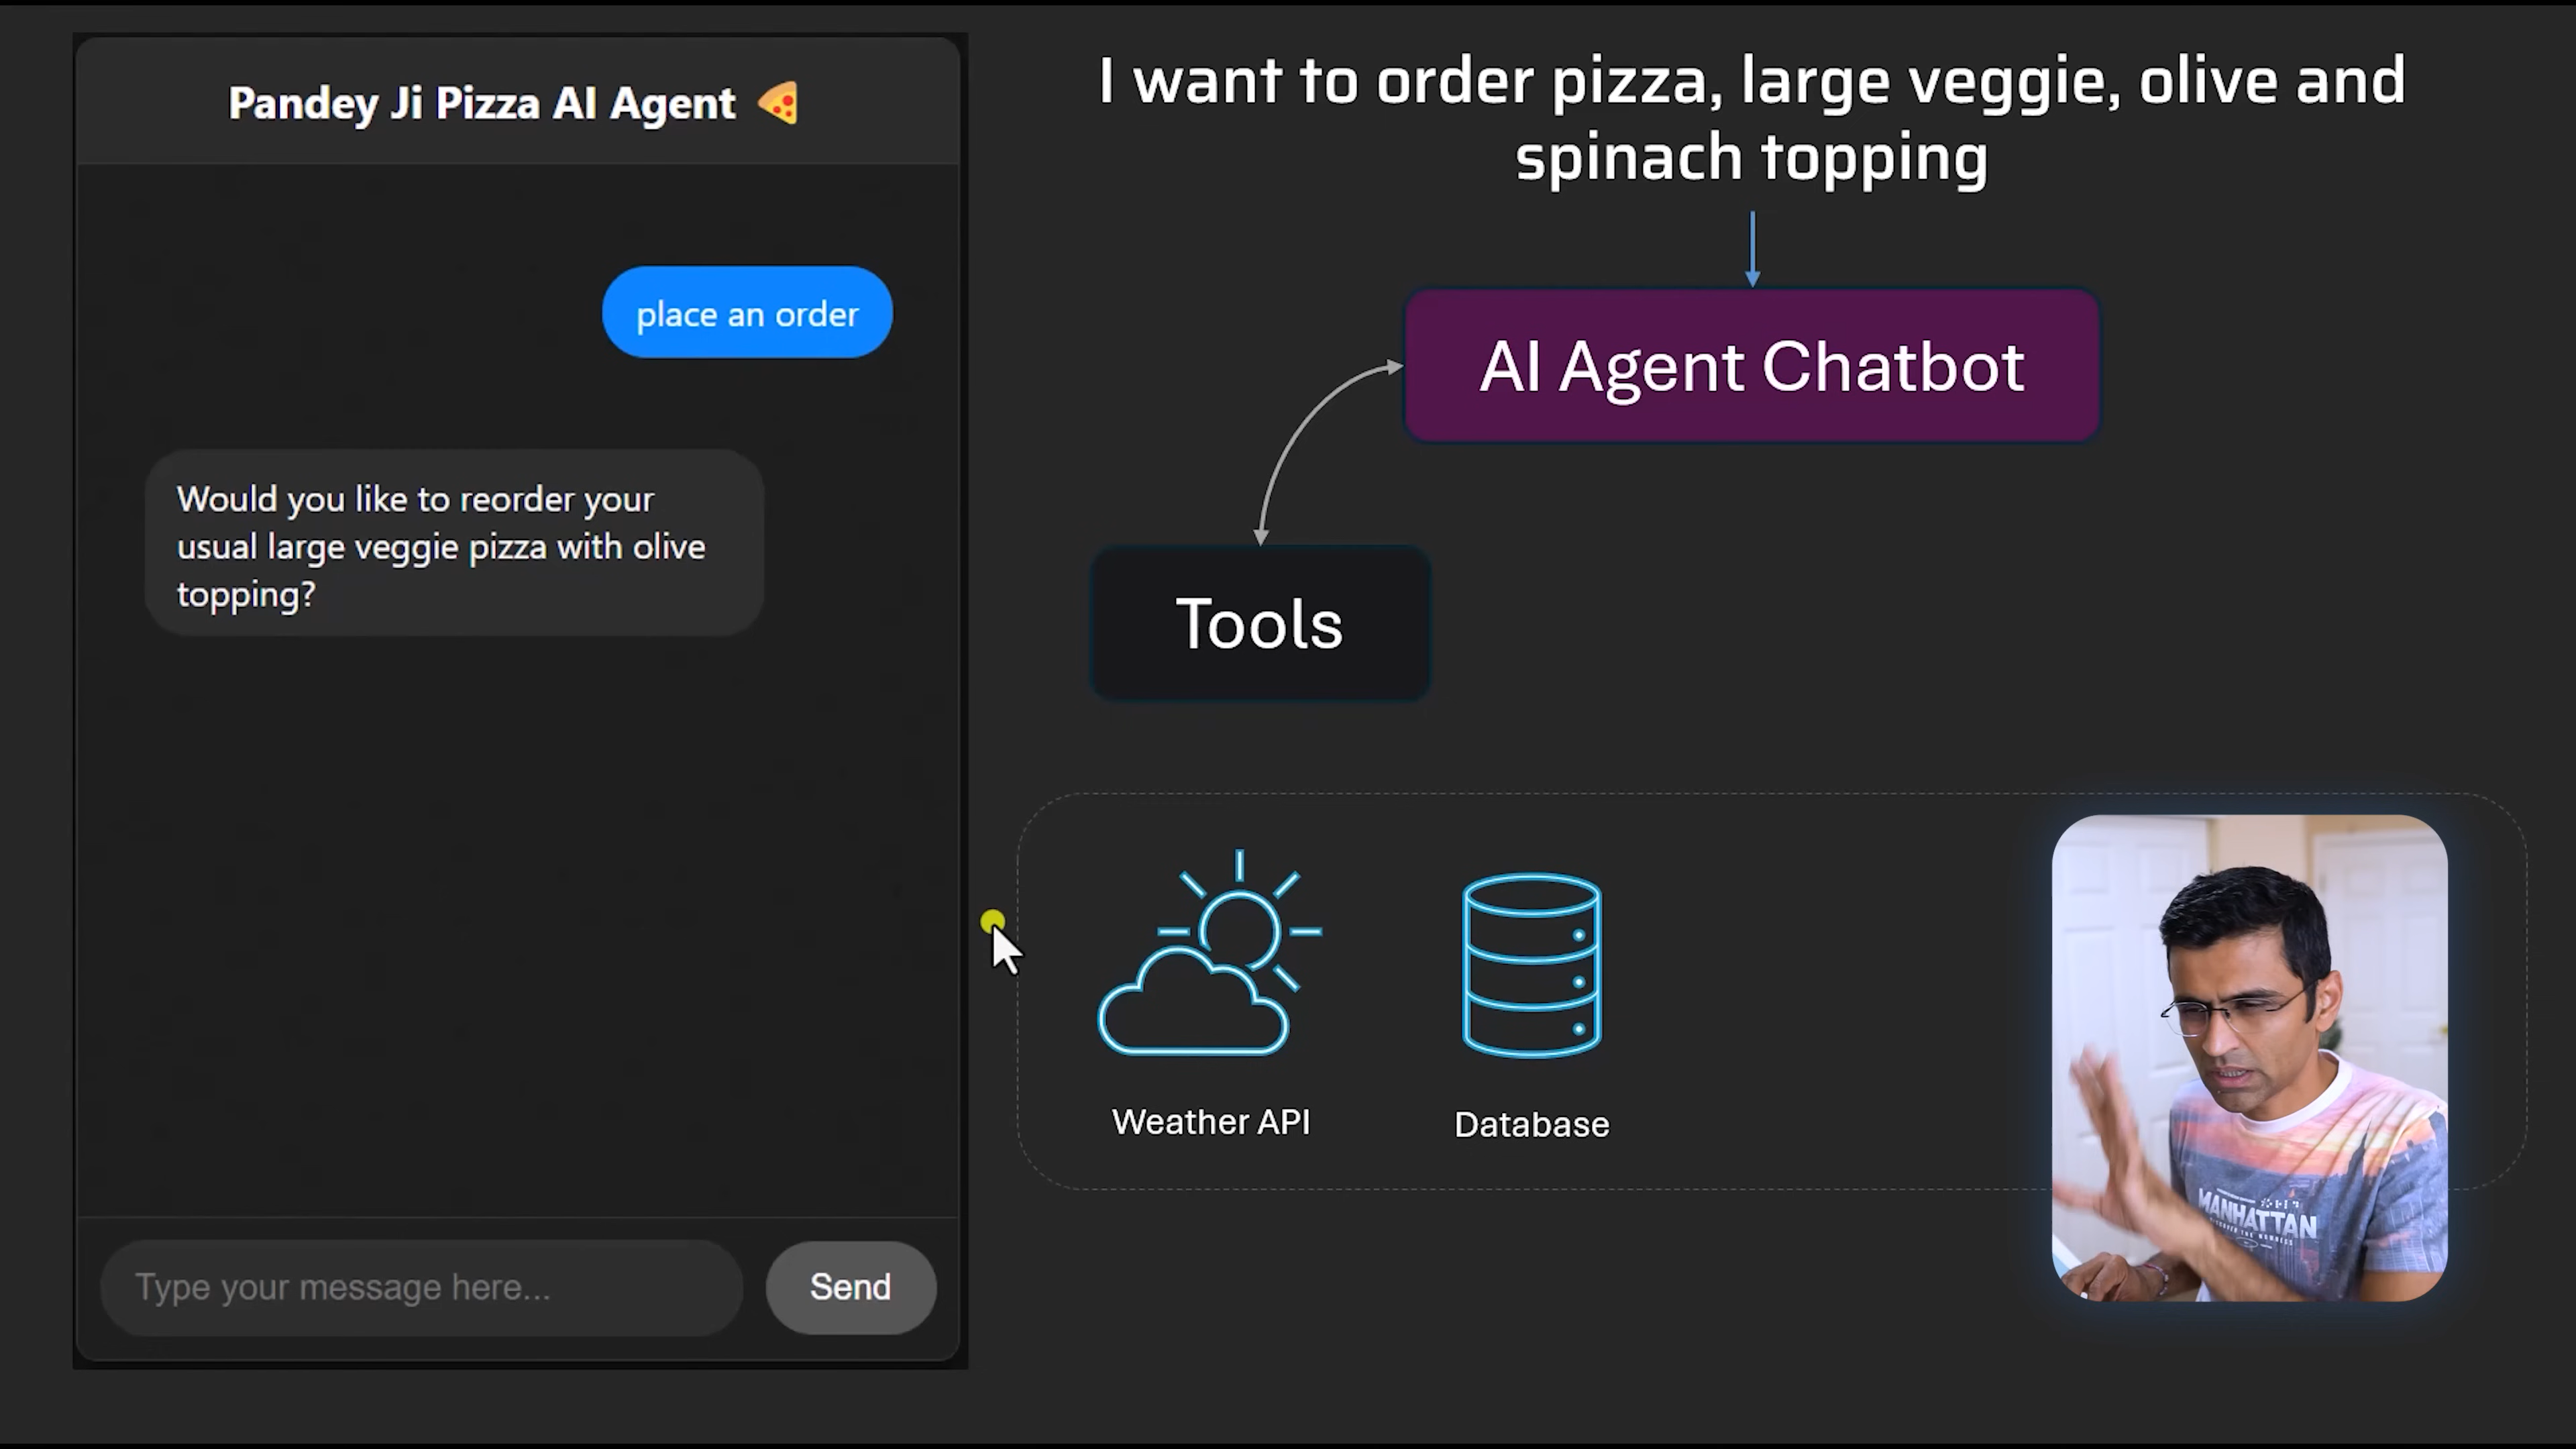 Pandey Ji Pizza AI Agent
place an order
Would you like to reorder your
usual large veggie pizza with olive
topping?
Type your message here...
Send
I want to order pizza, large veggie, olive and
spinach topping
AI Agent Chatbot
Tools
Weather API
Database
MANHATTAN